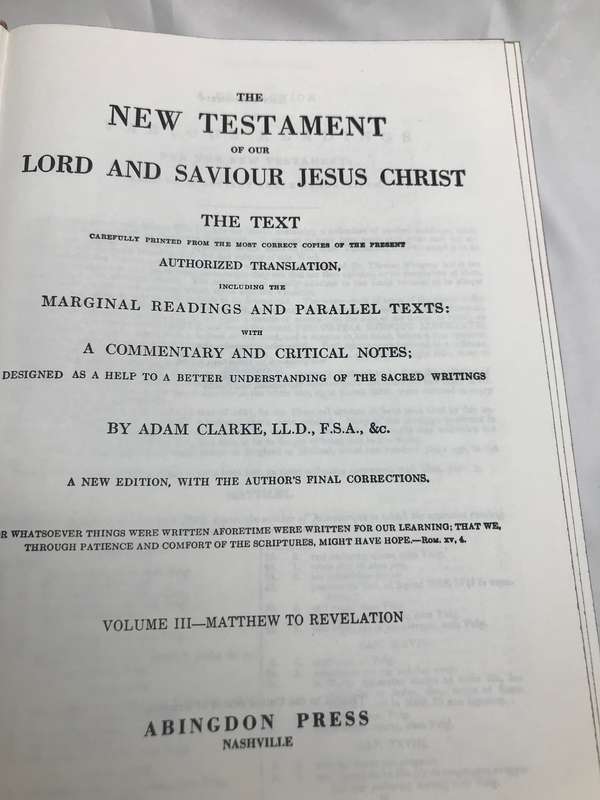 THE
NEW TESTAMENT
OF OUR
LORD AND SAVIOUR JESUS CHRIST
THE TEXT
CAREFULLY PRINTED FROM THE MOST CORRECT COPIES OF THE PRESENT
AUTHORIZED TRANSLATION,
INCLUDING THE
MARGINAL READINGS AND PARALLEL TEXTS:
WITH
A COMMENTARY AND CRITICAL NOTES;
DESIGNED AS A HELP TO A BETTER UNDERSTANDING OF THE SACRED WRITINGS
BY ADAM CLARKE, LL.D., F.S.A., &c.
A NEW EDITION, WITH THE AUTHOR'S FINAL CORRECTIONS.
R WHATSOEVER THINGS WERE WRITTEN AFORETIME WERE WRITTEN FOR OUR LEARNING; THAT WE,
THROUGH PATIENCE AND COMFORT OF THE SCRIPTURES, MIGHT HAVE HOPE.—ROM. xv, 4.
VOLUME III—MATTHEW TO REVELATION
ABINGDON PRESS
NASHVILLE